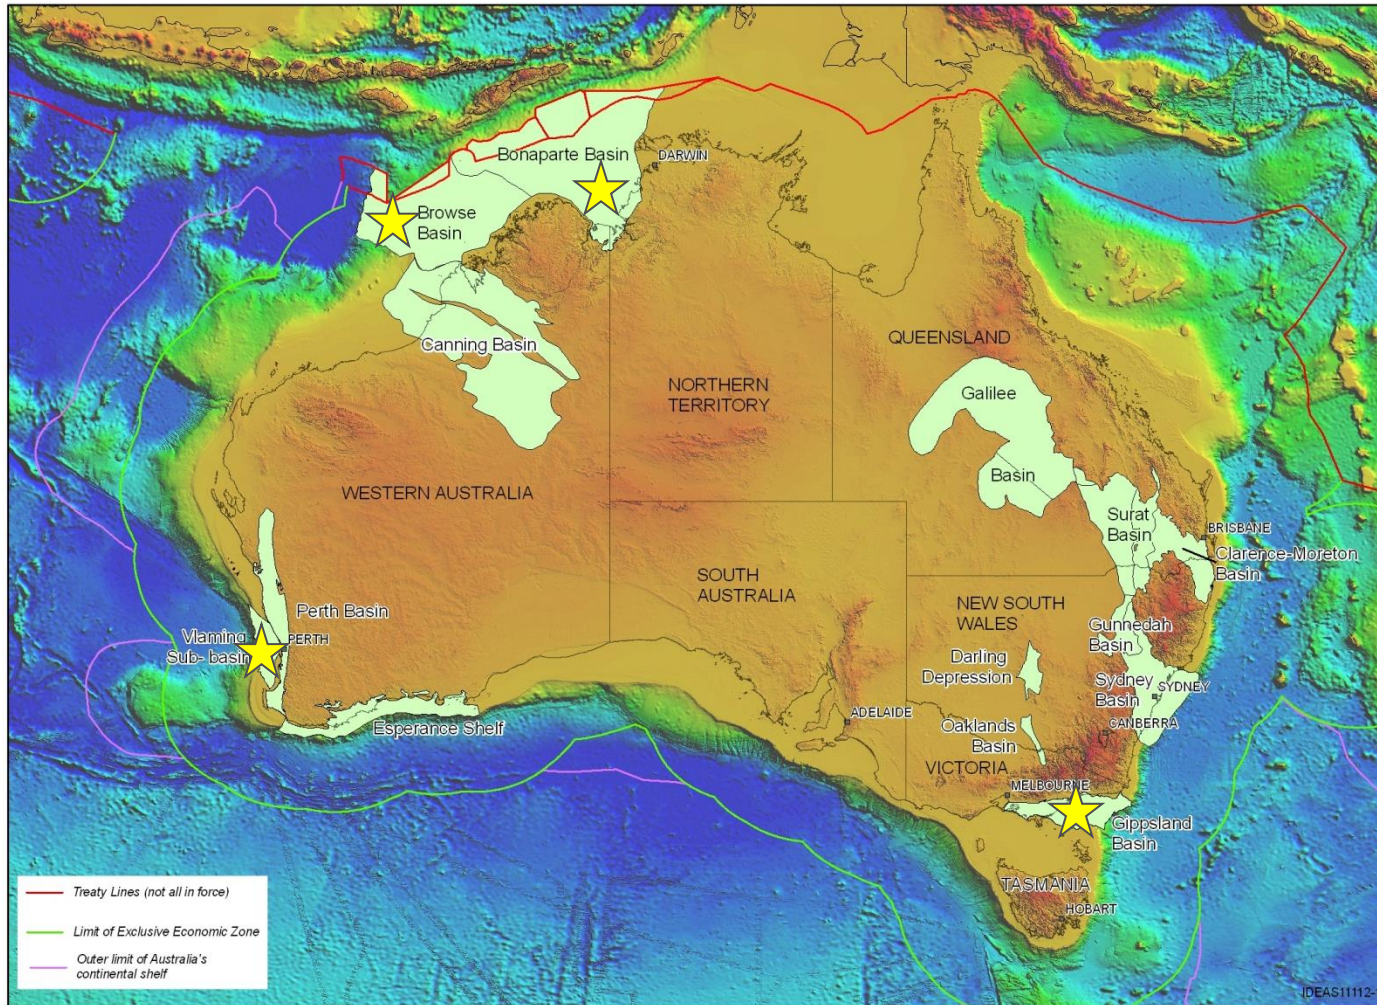 Bonaparte Basin
DARWIN
Browse
Basin
Canning Basin
QUEENSLAND
NORTHERN
TERRITORY
Galilee
Basin
WESTERN AUSTRALIA
Surat
Basin
BRISBANE
Clarence-Moreton
Basin
SOUTH
AUSTRALIA
NEW SOUTH
WALES
Perth Basin
Vlaming
Sub- basin
PERTH
Gunnedah
Basin
Darling
Depression
Sydney
Basin
SYDNEY
Esperance Shelf
ADELAIDE
Oaklands
Basin
CANBERRA
VICTORIA
MELBOURNE
Gippsland
Basin
TASMANIA
HOBART
Treaty Lines (not all in force)
Limit of Exclusive Economic Zone
Outer limit of Australia's
continental shelf